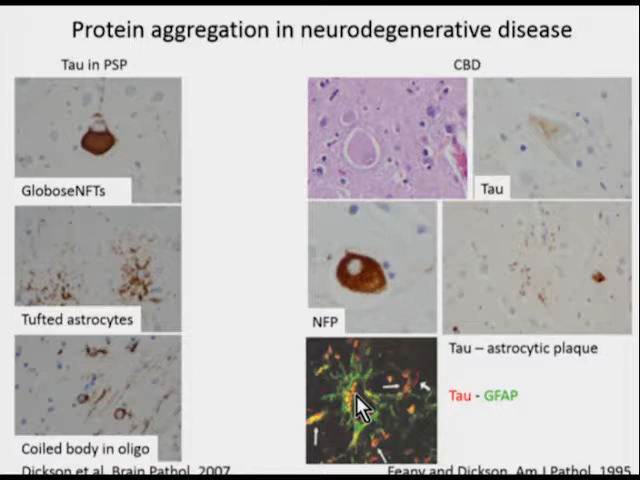 Protein aggregation in neurodegenerative disease
Tau in PSP
CBD
GloboseNFTs
Tau
Tufted astrocytes
NFP
Tau – astrocytic plaque
Tau - GFAP
Coiled body in oligo
Dickson et al, Brain Pathol, 2007
Feany and Dickson, Am J Pathol, 1995